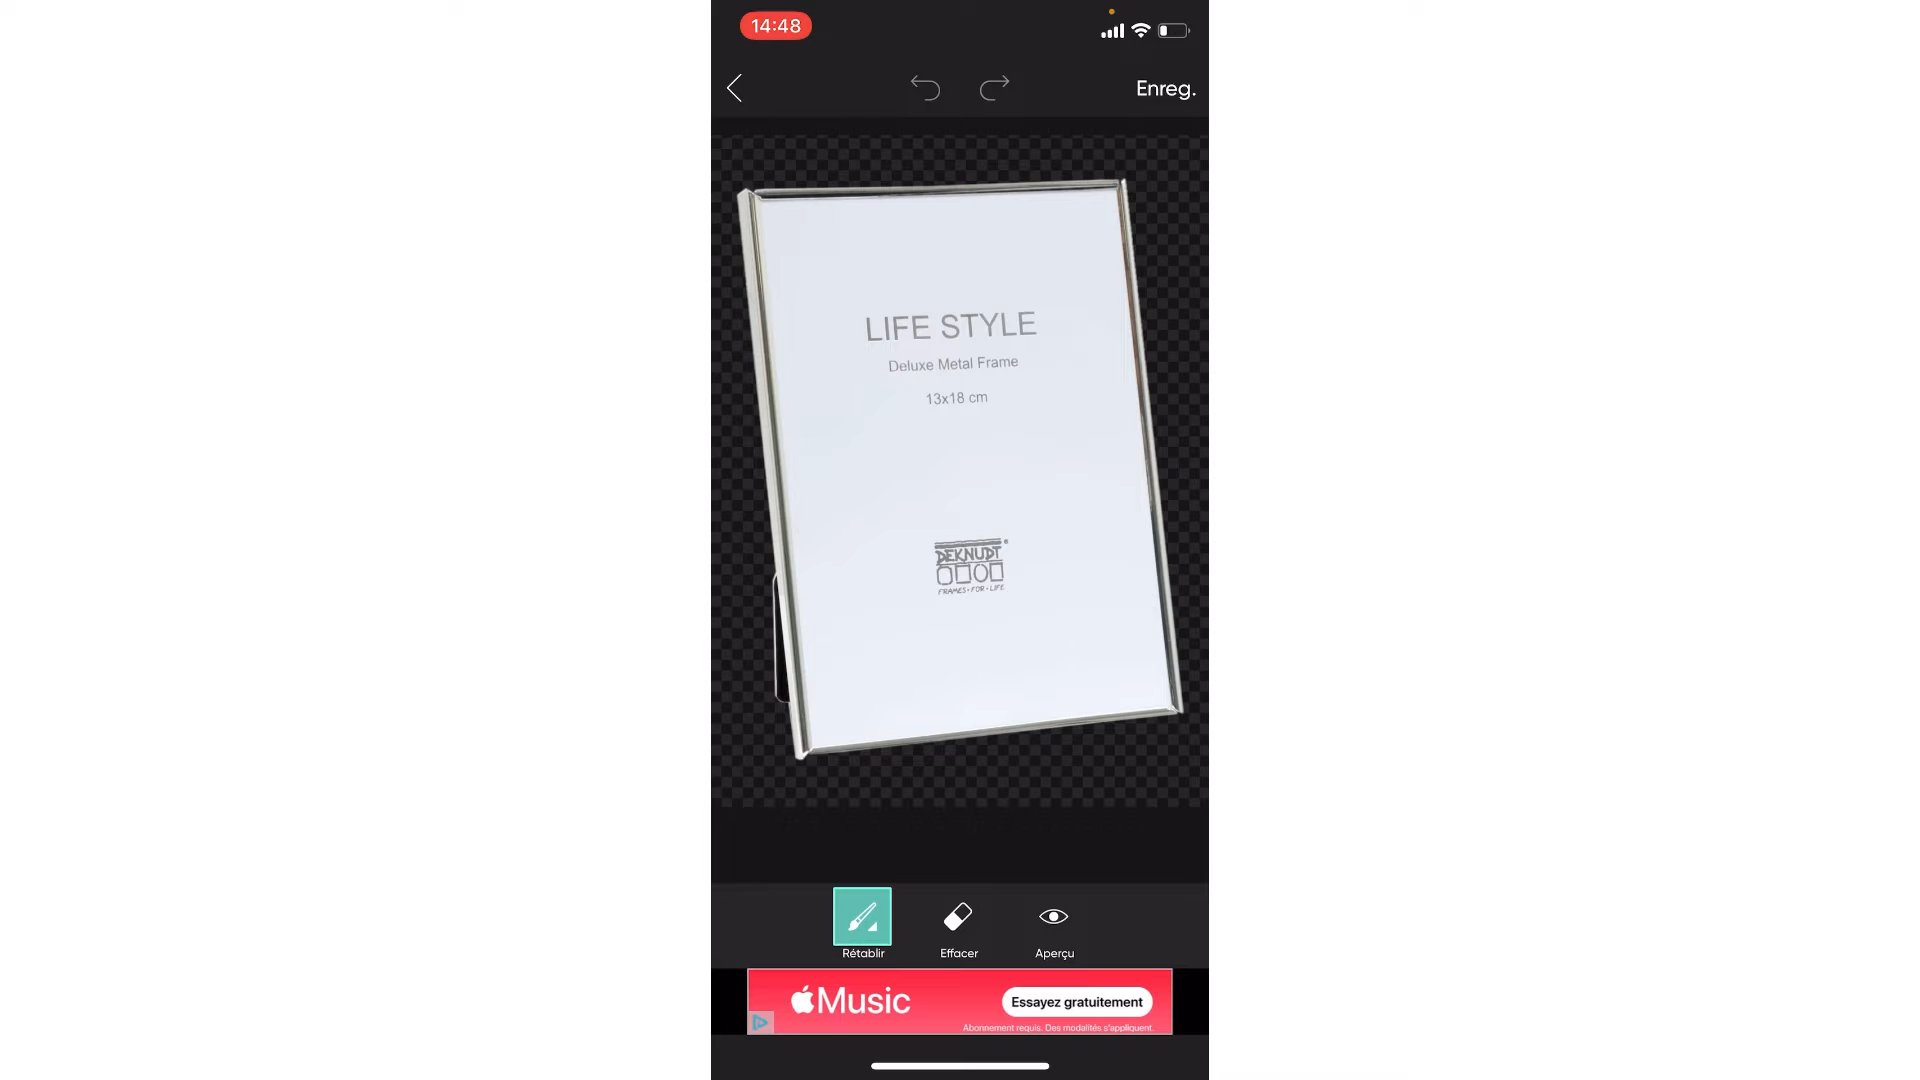 14:48
Enreg.
LIFE STYLE
Deluxe Metal Frame
13x18 cm
DEKNUDT
FRAMES • FOR • LIFE
Rétablir
Effacer
Aperçu
Music
Essayez gratuitement
Abonnement requis. Des modalités s'appliquent.